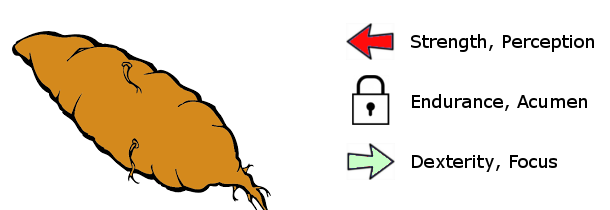 Strength, Perception
Endurance, Acumen
Dexterity, Focus